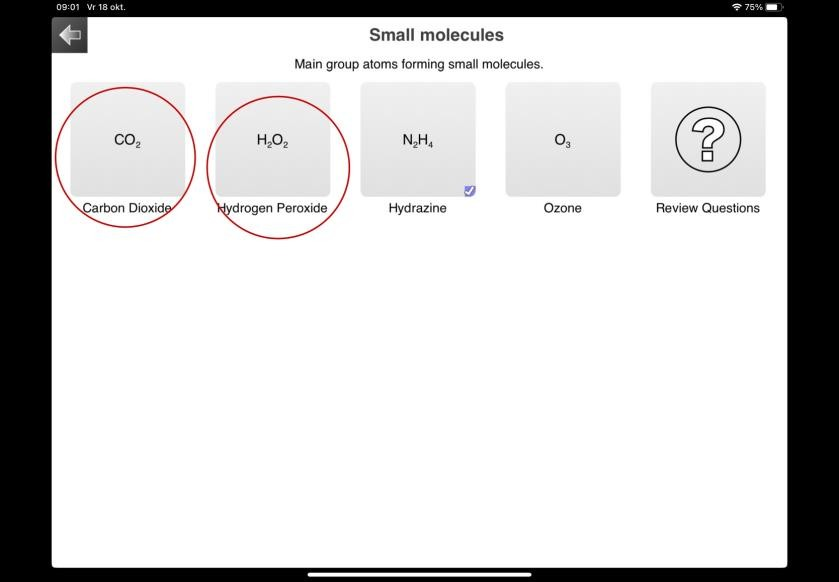 09:01 Vr 18 okt. 75%
Small molecules
Main group atoms forming small molecules.
CO₂ H₂O₂ N₂H₄ O₃ ?
Carbon Dioxide Hydrogen Peroxide Hydrazine Ozone Review Questions